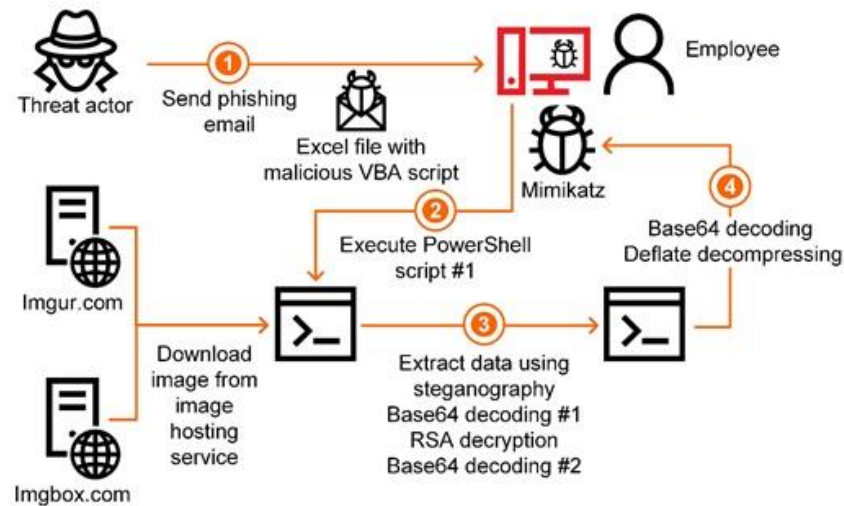 Threat actor
1
Send phishing
email
Excel file with
malicious VBA script
Employee
Mimikatz
2
Execute PowerShell
script #1
4
Base64 decoding
Deflate decompressing
Imgur.com
Download
image from
image
hosting
service
Imgbox.com
>_
3
Extract data using
steganography
Base64 decoding #1
RSA decryption
Base64 decoding #2
>_